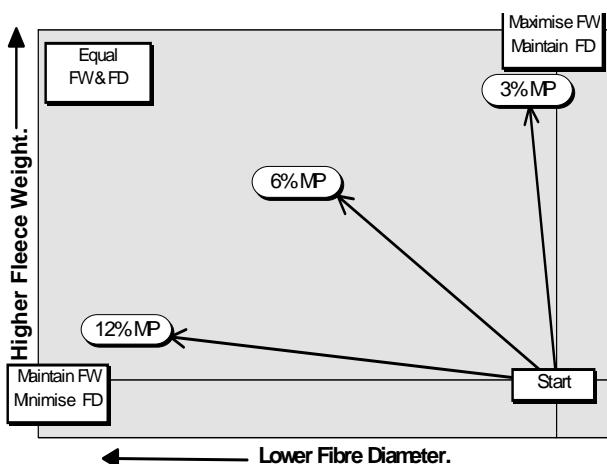 Maximise FW
Maintain FD
Equal
FW & FD
3% MP
6% MP
12% MP
Maintain FW
Mnimise FD
Start
Higher Fleece Weight.
Lower Fibre Diameter.